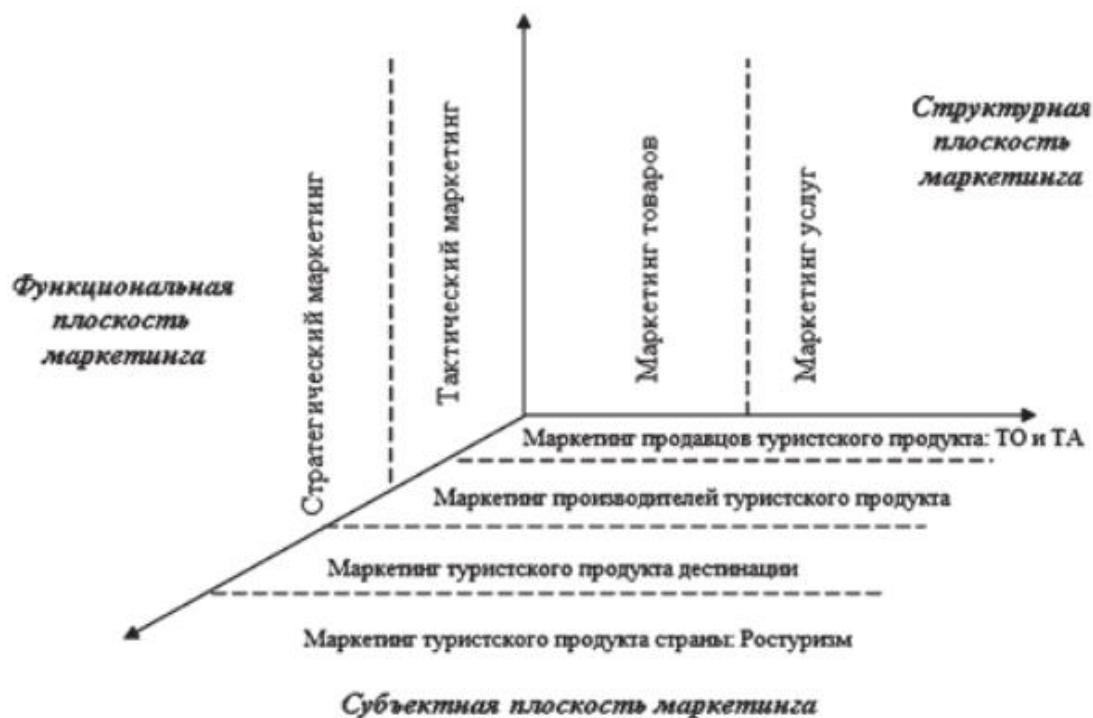 Структурная
плоскость
маркетинга
Функциональная
плоскость
маркетинга
Стратегический маркетинг
Тактический маркетинг
Маркетинг товаров
Маркетинг услуг
Маркетинг продавцов туристского продукта: ТО и ТА
Маркетинг производителей туристского продукта
Маркетинг туристского продукта дестинации
Маркетинг туристского продукта страны: Ростуризм
Субъектная плоскость маркетинга